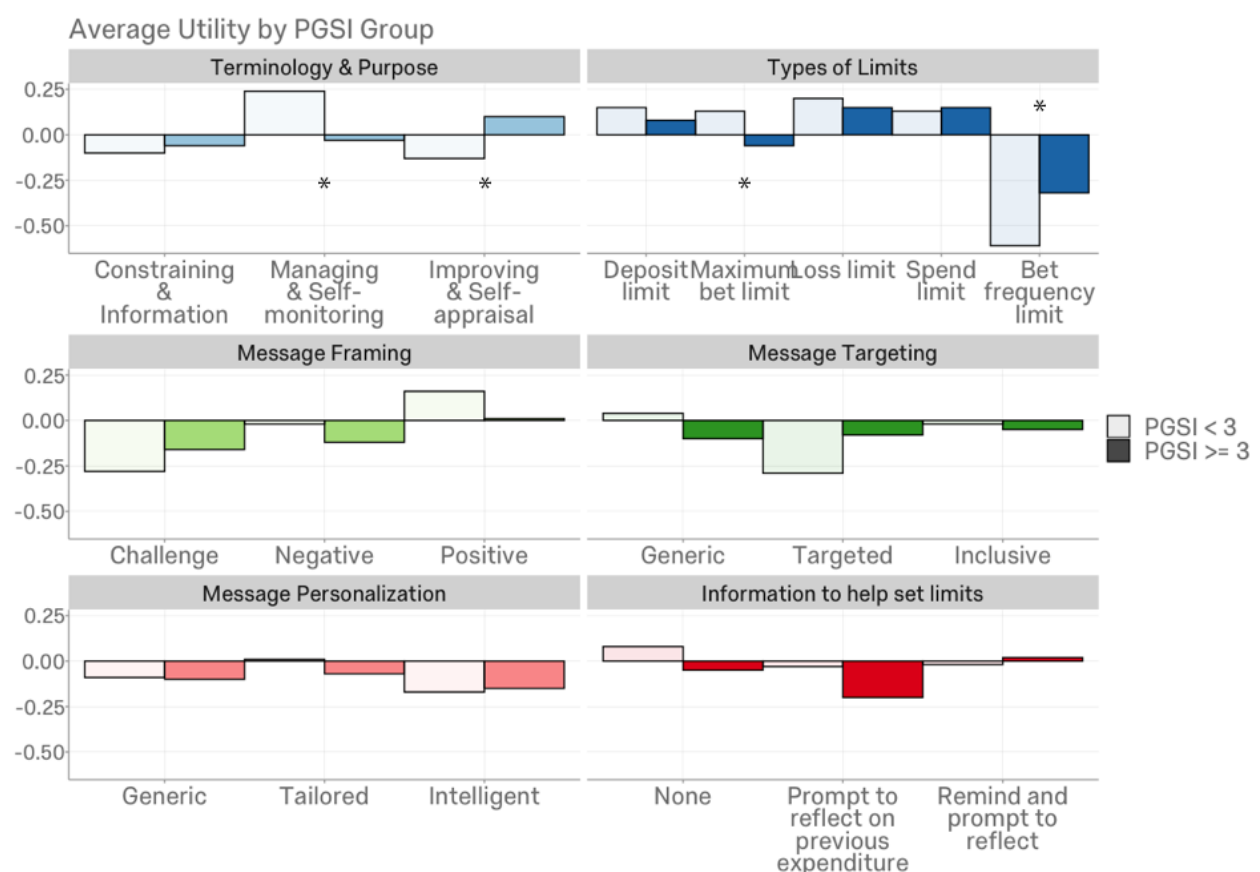 Average Utility by PGSI Group
Terminology & Purpose
Types of Limits
0.25
0.00
-0.25
-0.50
*
*
*
*
Constraining
&
Information
Managing
& Self-
monitoring
Improving
& Self-
appraisal
Deposit
limit
Maximum
bet limit
Loss limit
Spend
limit
Bet
frequency
limit
Message Framing
Message Targeting
0.25
0.00
-0.25
-0.50
Challenge
Negative
Positive
Generic
Targeted
Inclusive
PGSI < 3
PGSI >= 3
Message Personalization
Information to help set limits
0.25
0.00
-0.25
-0.50
Generic
Tailored
Intelligent
None
Prompt to
reflect on
previous
expenditure
Remind and
prompt to
reflect